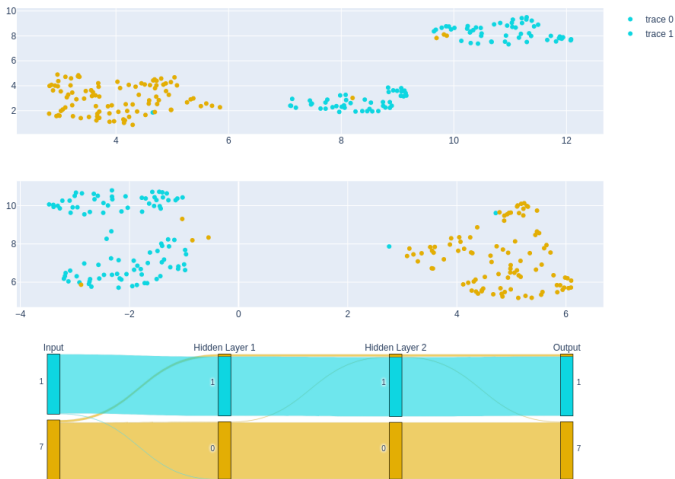 10
8
6
4
2
4 6 8 10 12
trace 0
trace 1
10
8
6
−4 −2 0 2 4 6
Input Hidden Layer 1 Hidden Layer 2 Output
1 1 1 1
7 0 0 7